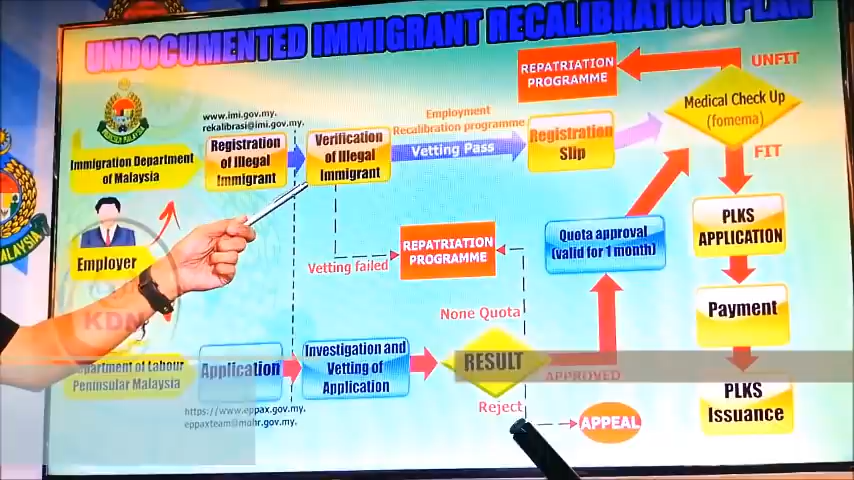 UNDOCUMENTED IMMIGRANT RECALIBRATION PLAN
REPATRIATION
PROGRAMME
UNFIT
Medical Check Up
(fomema)
FIT
www.imi.gov.my.
rekalibrasi@imi.gov.my.
Immigration Department
of Malaysia
Registration
of Illegal
Immigrant
Verification
of Illegal
Immigrant
Employment
Recalibration programme
Vetting Pass
Registration
Slip
Employer
Vetting failed
REPATRIATION
PROGRAMME
Quota approval
(valid for 1 month)
PLKS
APPLICATION
KDN
None Quota
Payment
Department of Labour
Peninsular Malaysia
Application
Investigation and
Vetting of
Application
RESULT
APPROVED
PLKS
Issuance
Reject
APPEAL
https://www.eppax.gov.my.
eppaxteam@mohr.gov.my.